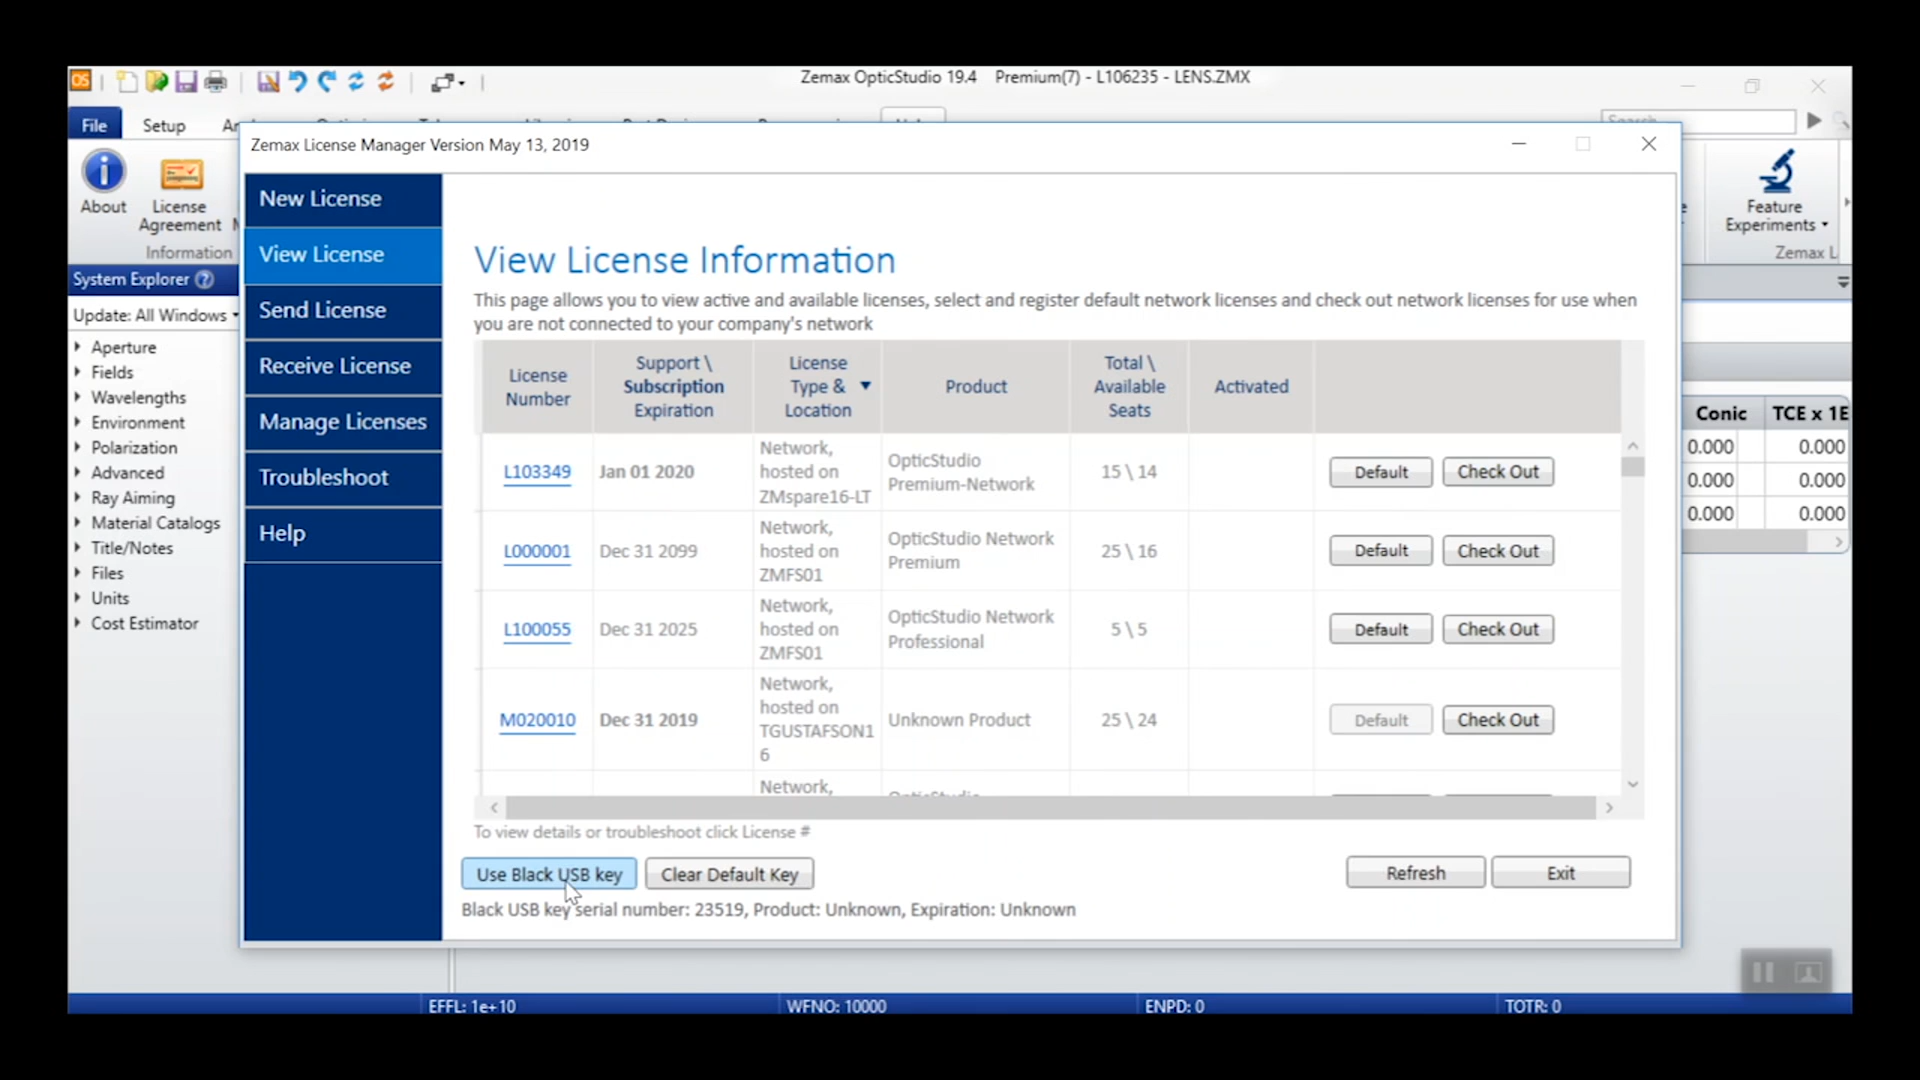 Zemax OpticStudio 19.4 Premium(7) - L106235 - LENS.ZMX
File
Setup
Zemax License Manager Version May 13, 2019
About
License
Agreement
Information
Feature
Experiments
Zemax L
System Explorer
Update: All Windows
Aperture
Fields
Wavelengths
Environment
Polarization
Advanced
Ray Aiming
Material Catalogs
Title/Notes
Files
Units
Cost Estimator
New License
View License
Send License
Receive License
Manage Licenses
Troubleshoot
Help
View License Information
This page allows you to view active and available licenses, select and register default network licenses and check out network licenses for use when
you are not connected to your company's network
License
Number
Support \
Subscription
Expiration
License
Type &
Location
Product
Total \
Available
Seats
Activated
L103349
Jan 01 2020
Network,
hosted on
ZMspare16-LT
OpticStudio
Premium-Network
15 \ 14
Default
Check Out
L000001
Dec 31 2099
Network,
hosted on
ZMFS01
OpticStudio Network
Premium
25 \ 16
Default
Check Out
L100055
Dec 31 2025
Network,
hosted on
ZMFS01
OpticStudio Network
Professional
5 \ 5
Default
Check Out
M020010
Dec 31 2019
Network,
hosted on
TGUSTAFSON1
6
Unknown Product
25 \ 24
Default
Check Out
Network,
To view details or troubleshoot click License #
Use Black USB key
Clear Default Key
Refresh
Exit
Black USB key serial number: 23519, Product: Unknown, Expiration: Unknown
Conic
TCE x 1E
0.000
0.000
0.000
0.000
0.000
0.000
EFFL: 1e+10
WFNO: 10000
ENPD: 0
TOTR: 0